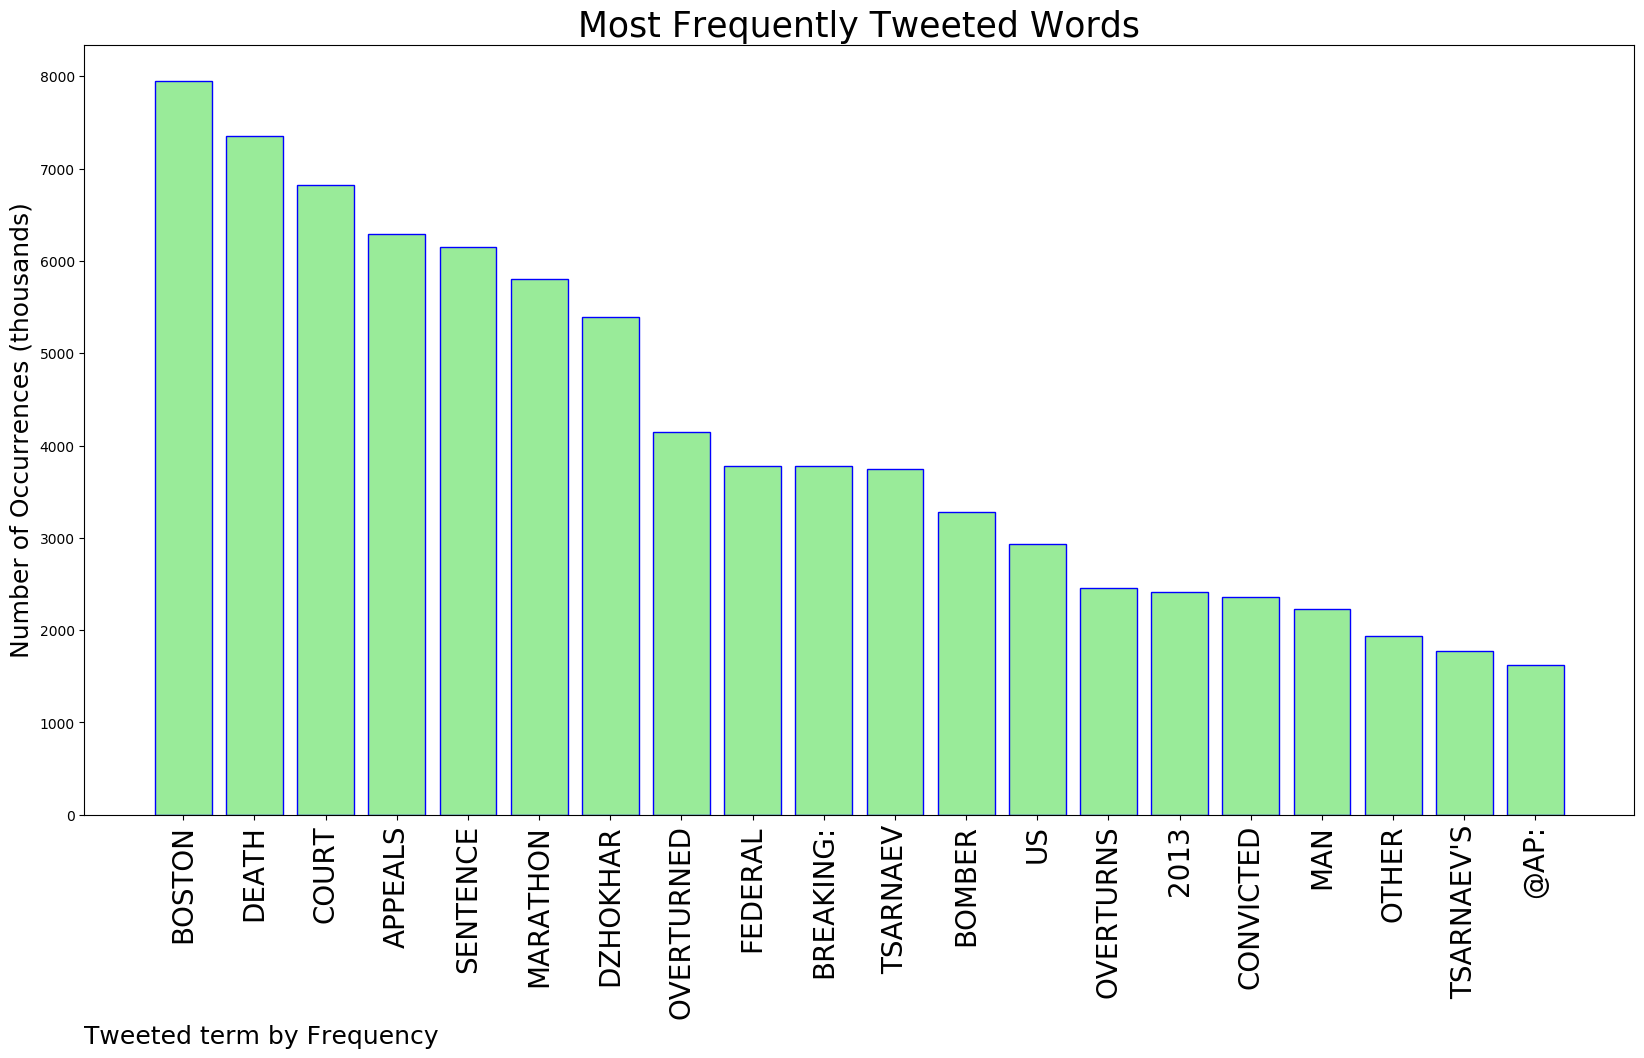 Most Frequently Tweeted Words
Number of Occurrences (thousands)
8000
7000
6000
5000
4000
3000
2000
1000
0
BOSTON
DEATH
COURT
APPEALS
SENTENCE
MARATHON
DZHOKHAR
OVERTURNED
FEDERAL
BREAKING:
TSARNAEV
BOMBER
US
OVERTURNS
2013
CONVICTED
MAN
OTHER
TSARNAEV'S
@AP:
Tweeted term by Frequency